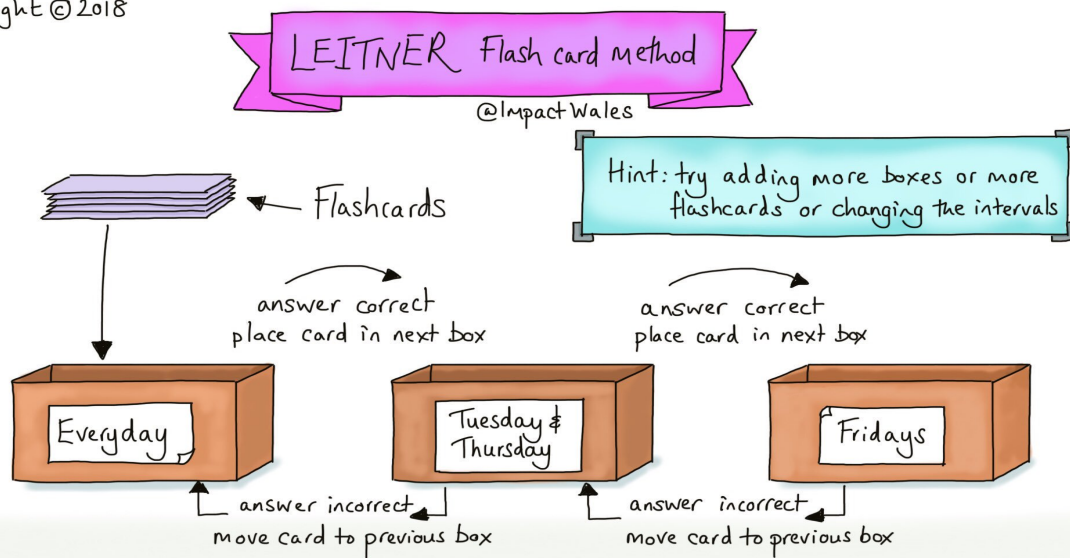 © 2018
LEITNER Flash card method
@ImpactWales
Hint: try adding more boxes or more
flashcards or changing the intervals
Flashcards
answer correct
place card in next box
answer correct
place card in next box
Everyday
Tuesday &
Thursday
Fridays
answer incorrect
move card to previous box
answer incorrect
move card to previous box